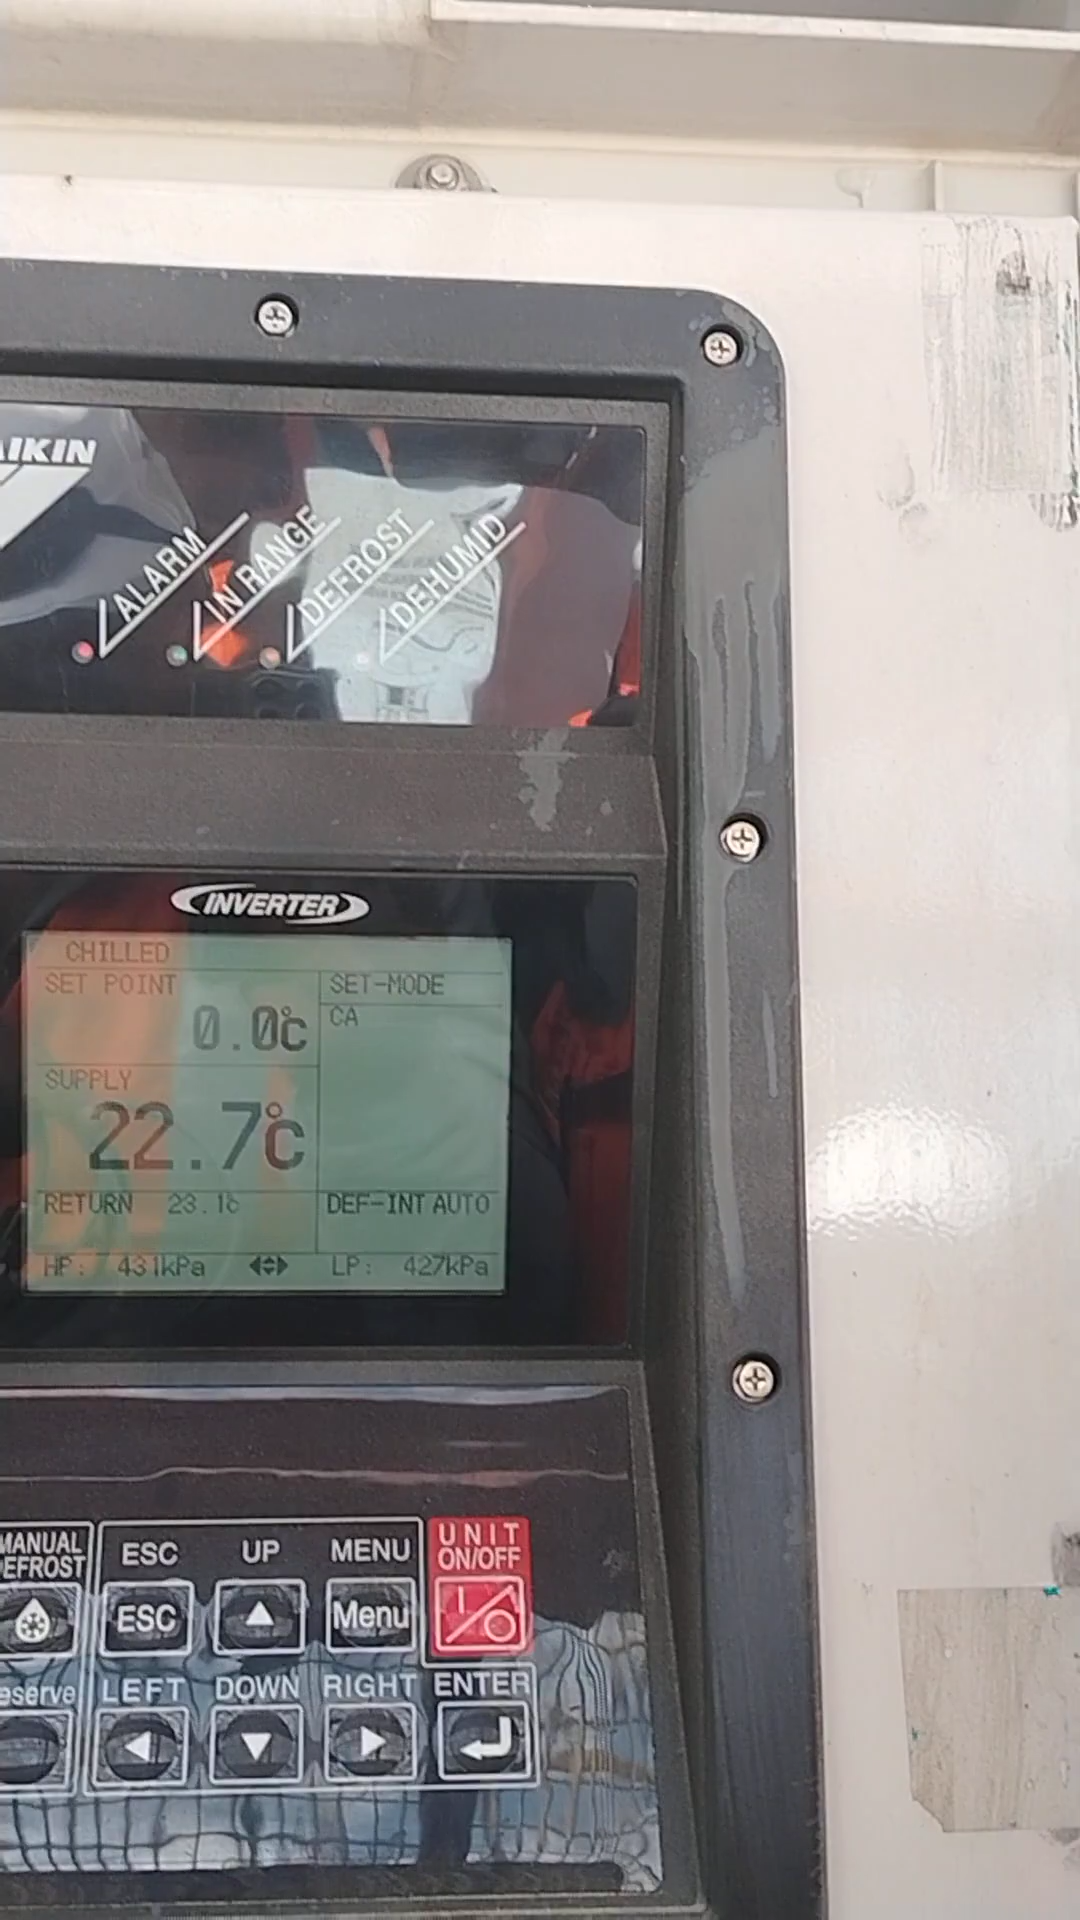 AIKIN
ALARM
IN RANGE
DEFROST
DEHUMID
INVERTER
CHILLED
SET POINT
0.0℃
SET-MODE
CA
SUPPLY
22.7℃
RETURN
DEF-INT AUTO
HP: 431kPa
LP: 427kPa
MANUAL
EFROST
ESC
UP
MENU
UNIT
ON/OFF
ESC
Menu
eserve
LEFT
DOWN
RIGHT
ENTER